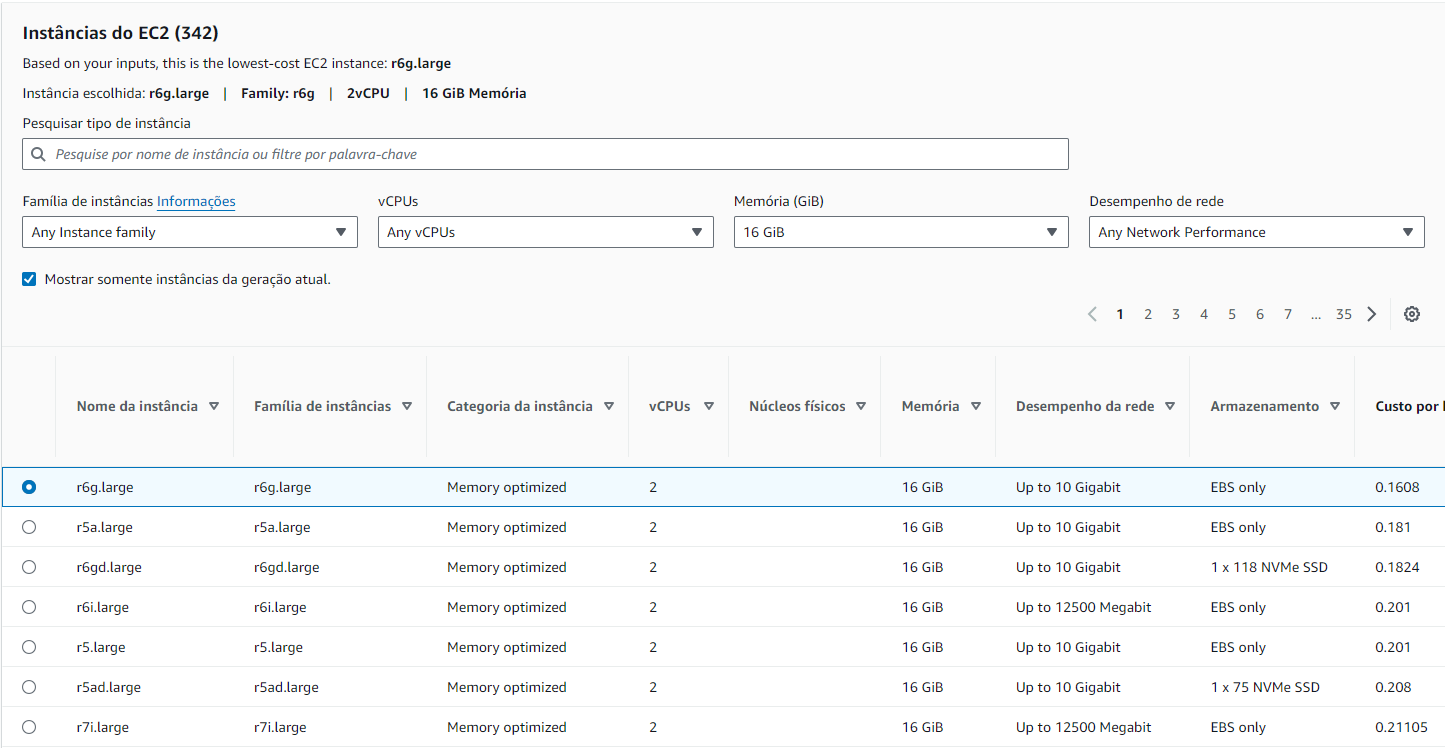 Instâncias do EC2 (342)
Based on your inputs, this is the lowest-cost EC2 instance: r6g.large
Instância escolhida: r6g.large | Family: r6g | 2vCPU | 16 GiB Memória
Pesquisar tipo de instância
Pesquise por nome de instância ou filtre por palavra-chave
Família de instâncias Informações vCPUs Memória (GiB) Desempenho de rede
Any Instance family Any vCPUs 16 GiB Any Network Performance
Mostrar somente instâncias da geração atual.
1 2 3 4 5 6 7 ... 35
Nome da instância Família de instâncias Categoria da instância vCPUs Núcleos físicos Memória Desempenho da rede Armazenamento Custo por
r6g.large r6g.large Memory optimized 2 16 GiB Up to 10 Gigabit EBS only 0.1608
r5a.large r5a.large Memory optimized 2 16 GiB Up to 10 Gigabit EBS only 0.181
r6gd.large r6gd.large Memory optimized 2 16 GiB Up to 10 Gigabit 1 x 118 NVMe SSD 0.1824
r6i.large r6i.large Memory optimized 2 16 GiB Up to 12500 Megabit EBS only 0.201
r5.large r5.large Memory optimized 2 16 GiB Up to 10 Gigabit EBS only 0.201
r5ad.large r5ad.large Memory optimized 2 16 GiB Up to 10 Gigabit 1 x 75 NVMe SSD 0.208
r7i.large r7i.large Memory optimized 2 16 GiB Up to 12500 Megabit EBS only 0.21105